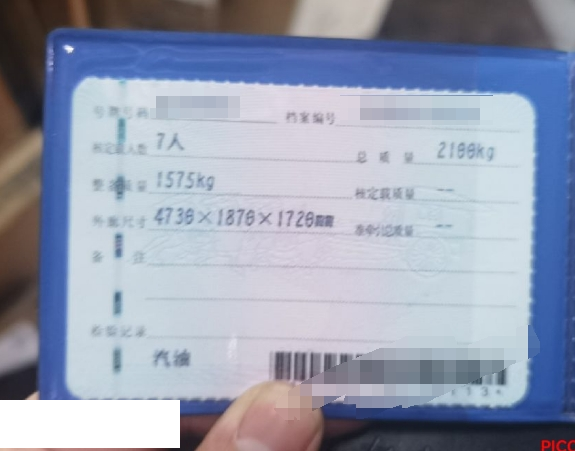 号牌号码 档案编号
核定载人数 7人 总质量 2100kg
整备质量 1575kg 核定载质量 --
外廓尺寸 4730×1870×1720mm 准牵引总质量 --
备注
检验记录
汽油
PICC